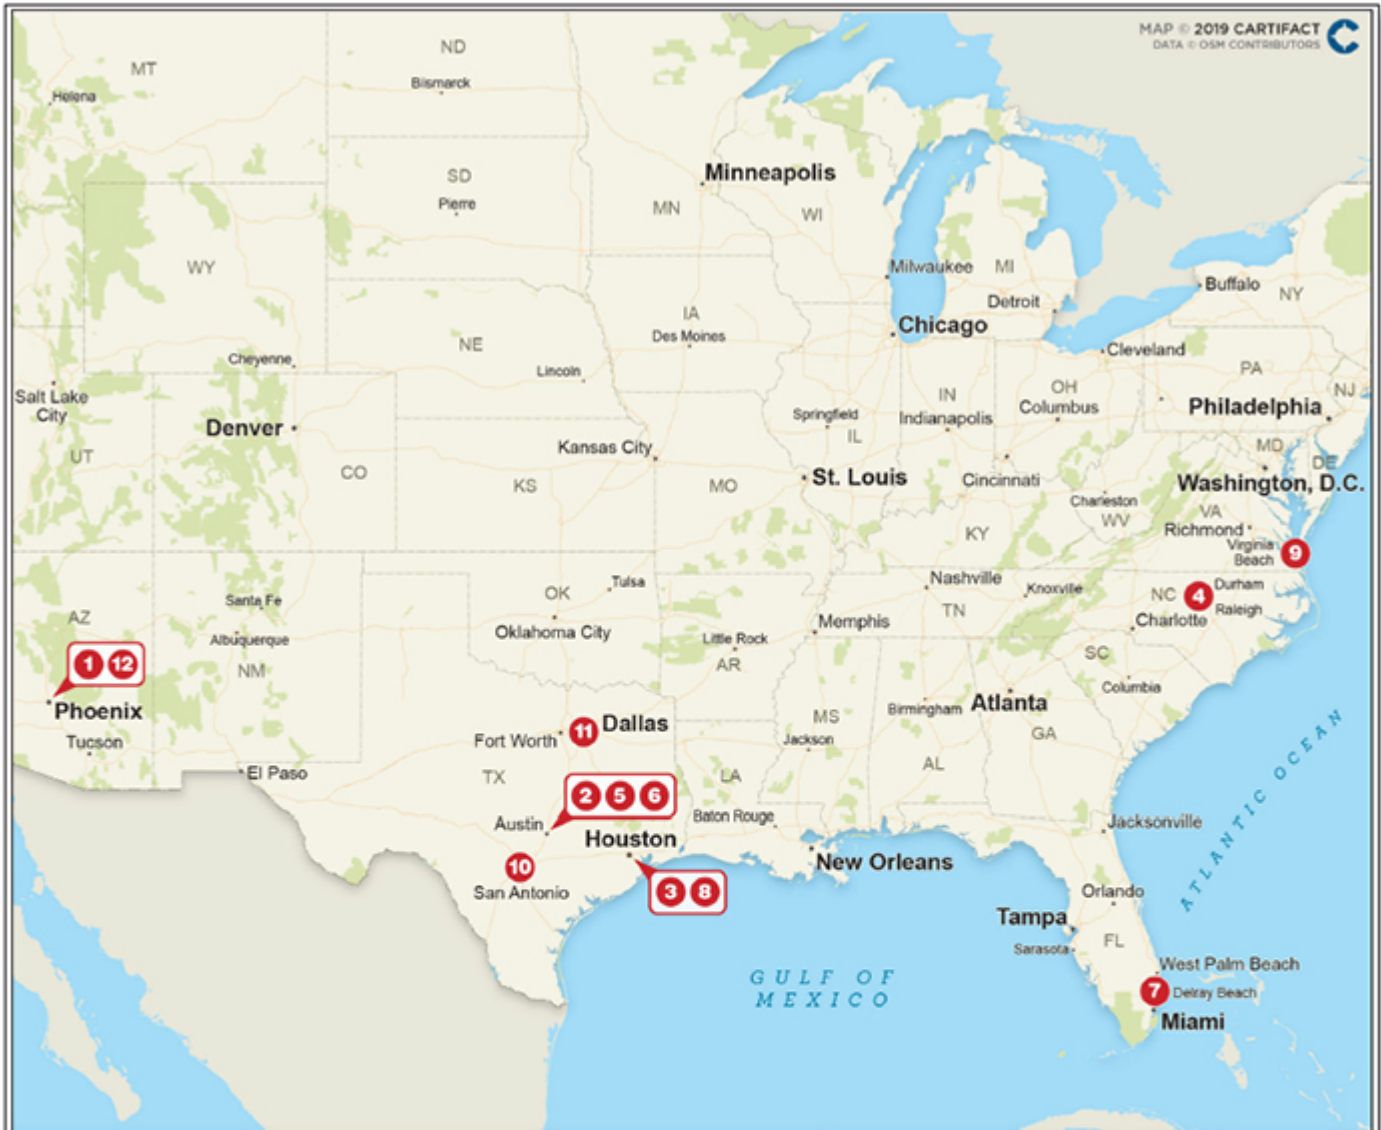 MAP © 2019 CARTIFACT
DATA © OSM CONTRIBUTORS
ND
MT
Bismarck
Helena
SD
Minneapolis
Pierre
MN
WI
WY
Milwaukee
MI
Buffalo
NY
Detroit
IA
Des Moines
Chicago
NE
Cleveland
Cheyenne
Lincoln
PA
Salt Lake
City
IN
OH
NJ
Indianapolis
Columbus
Philadelphia
Springfield
IL
Denver
Kansas City
MD
UT
CO
KS
MO
St. Louis
Cincinnati
DE
Washington, D.C.
Charleston
WV
VA
Richmond
KY
Virginia
Beach
9
Nashville
Knoxville
Durham
Tulsa
OK
Santa Fe
NC
4
Raleigh
TN
AZ
Charlotte
Memphis
Oklahoma City
Albuquerque
Little Rock
AR
SC
1 12
NM
Columbia
Phoenix
Birmingham
Atlanta
MS
Fort Worth
11
Dallas
GA
Tucson
Jackson
El Paso
TX
LA
AL
2 5 6
Austin
Baton Rouge
Jacksonville
Houston
New Orleans
10
San Antonio
3 8
Orlando
Tampa
FL
Sarasota
West Palm Beach
7
Delray Beach
Miami
GULF OF
MEXICO
ATLANTIC OCEAN